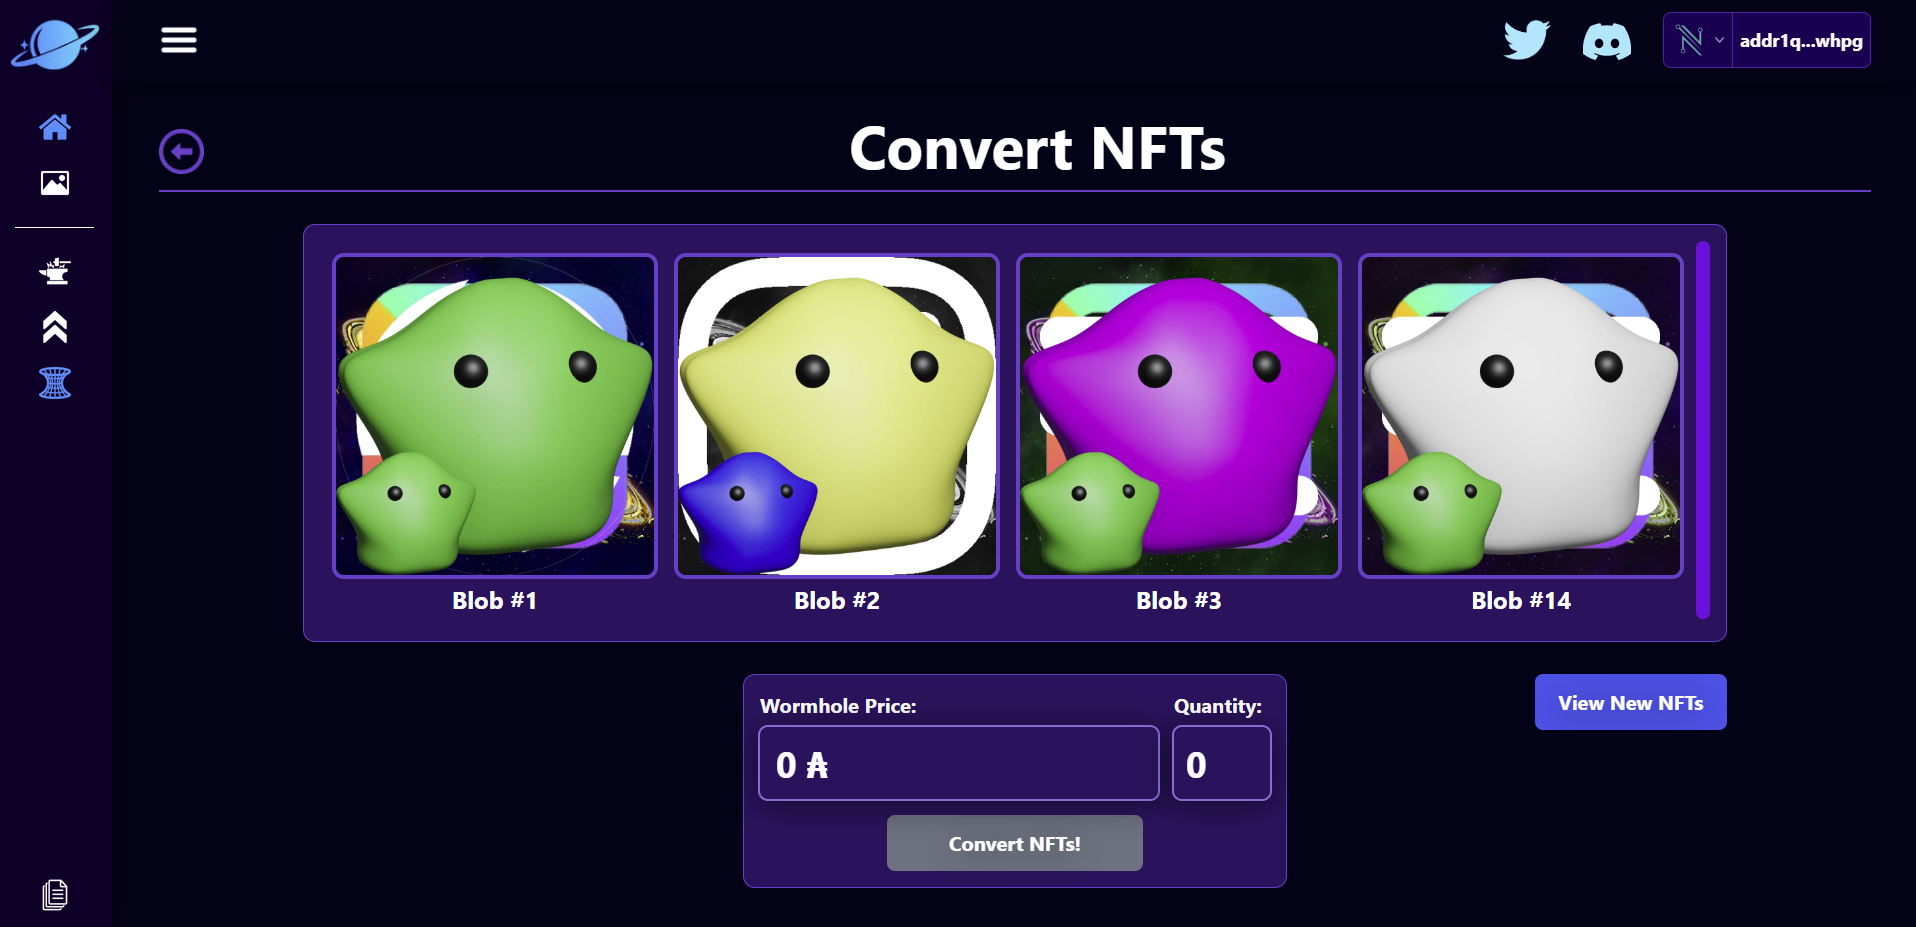 addr1q...whpg
Convert NFTs
Blob #1
Blob #2
Blob #3
Blob #14
Wormhole Price:
Quantity:
0 ₳
0
View New NFTs
Convert NFTs!